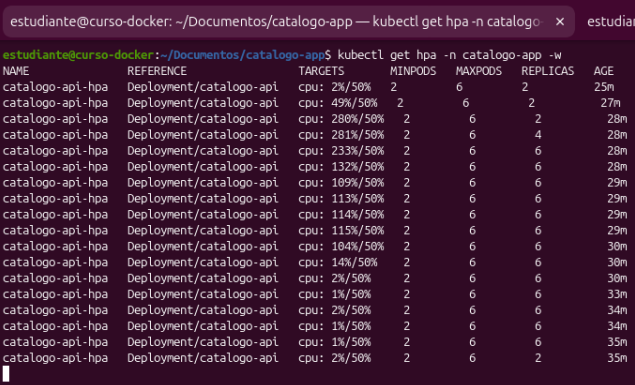 estudiante@curso-docker: ~/Documentos/catalogo-app — kubectl get hpa -n catalogo- × estudia
estudiante@curso-docker:~/Documentos/catalogo-app$ kubectl get hpa -n catalogo-app -w
NAME REFERENCE TARGETS MINPODS MAXPODS REPLICAS AGE
catalogo-api-hpa Deployment/catalogo-api cpu: 2%/50% 2 6 2 25m
catalogo-api-hpa Deployment/catalogo-api cpu: 49%/50% 2 6 2 27m
catalogo-api-hpa Deployment/catalogo-api cpu: 280%/50% 2 6 2 28m
catalogo-api-hpa Deployment/catalogo-api cpu: 281%/50% 2 6 4 28m
catalogo-api-hpa Deployment/catalogo-api cpu: 233%/50% 2 6 6 28m
catalogo-api-hpa Deployment/catalogo-api cpu: 132%/50% 2 6 6 28m
catalogo-api-hpa Deployment/catalogo-api cpu: 109%/50% 2 6 6 29m
catalogo-api-hpa Deployment/catalogo-api cpu: 113%/50% 2 6 6 29m
catalogo-api-hpa Deployment/catalogo-api cpu: 114%/50% 2 6 6 29m
catalogo-api-hpa Deployment/catalogo-api cpu: 115%/50% 2 6 6 29m
catalogo-api-hpa Deployment/catalogo-api cpu: 104%/50% 2 6 6 30m
catalogo-api-hpa Deployment/catalogo-api cpu: 14%/50% 2 6 6 30m
catalogo-api-hpa Deployment/catalogo-api cpu: 2%/50% 2 6 6 30m
catalogo-api-hpa Deployment/catalogo-api cpu: 1%/50% 2 6 6 33m
catalogo-api-hpa Deployment/catalogo-api cpu: 2%/50% 2 6 6 34m
catalogo-api-hpa Deployment/catalogo-api cpu: 1%/50% 2 6 6 34m
catalogo-api-hpa Deployment/catalogo-api cpu: 1%/50% 2 6 6 35m
catalogo-api-hpa Deployment/catalogo-api cpu: 2%/50% 2 6 2 35m